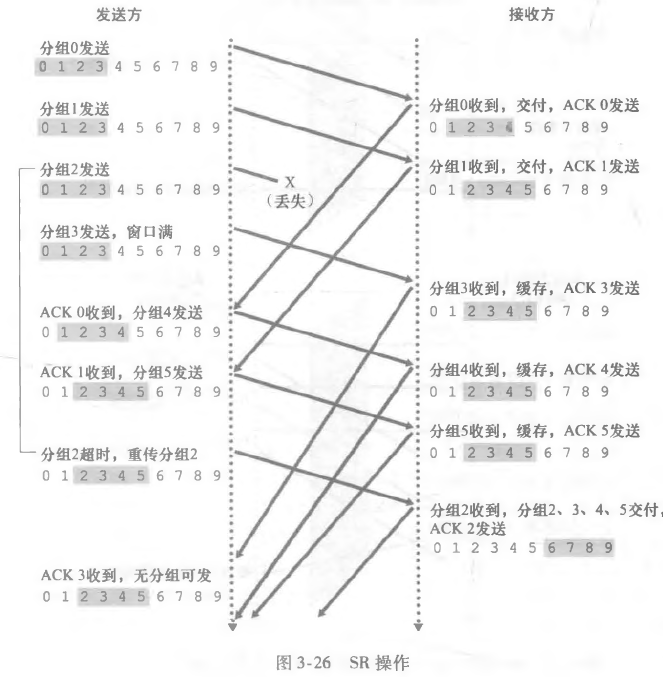 发送方
接收方
分组0发送
0 1 2 3 4 5 6 7 8 9
分组0收到，交付，ACK 0发送
0 1 2 3 4 5 6 7 8 9
分组1发送
0 1 2 3 4 5 6 7 8 9
分组1收到，交付，ACK 1发送
0 1 2 3 4 5 6 7 8 9
分组2发送
0 1 2 3 4 5 6 7 8 9
X
（丢失）
分组3发送，窗口满
0 1 2 3 4 5 6 7 8 9
分组3收到，缓存，ACK 3发送
0 1 2 3 4 5 6 7 8 9
ACK 0收到，分组4发送
0 1 2 3 4 5 6 7 8 9
分组4收到，缓存，ACK 4发送
0 1 2 3 4 5 6 7 8 9
ACK 1收到，分组5发送
0 1 2 3 4 5 6 7 8 9
分组5收到，缓存，ACK 5发送
0 1 2 3 4 5 6 7 8 9
分组2超时，重传分组2
0 1 2 3 4 5 6 7 8 9
分组2收到，分组2、3、4、5交付，
ACK 2发送
0 1 2 3 4 5 6 7 8 9
ACK 3收到，无分组可发
0 1 2 3 4 5 6 7 8 9
图 3-26 SR 操作